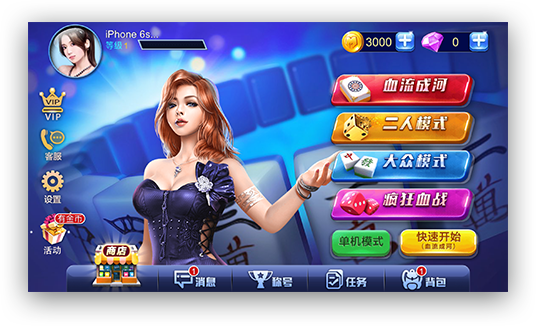 iPhone 6s...
等级 1
3000
0
VIP
VIP
客服
设置
有金币
活动
血流成河
二人模式
大众模式
疯狂血战
单机模式
快速开始
(血流成河)
商店
1
消息
称号
任务
1
背包